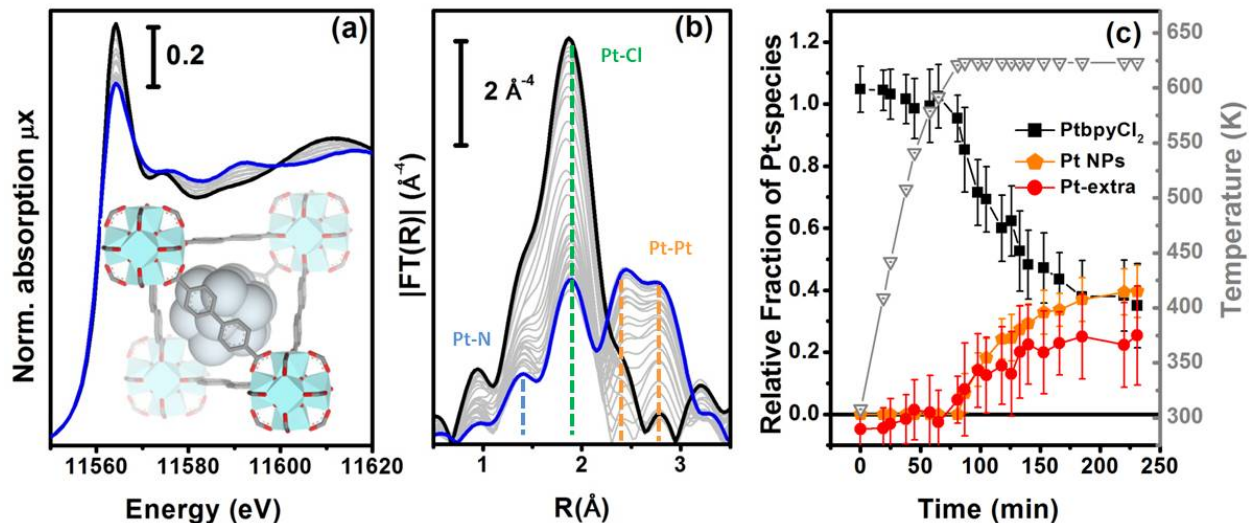 (a)
0.2
Norm. absorption μX
11560 11580 11600 11620
Energy (eV)
(b)
2 Å⁻⁴
Pt-Cl
Pt-Pt
Pt-N
|FT(R)| (Å⁻⁴)
1 2 3
R(Å)
(c)
Relative Fraction of Pt-species
1.2
1.0
0.8
0.6
0.4
0.2
0.0
PtbpyCl₂
Pt NPs
Pt-extra
0 50 100 150 200 250
Time (min)
650
600
550
500
450
400
350
300
Temperature (K)